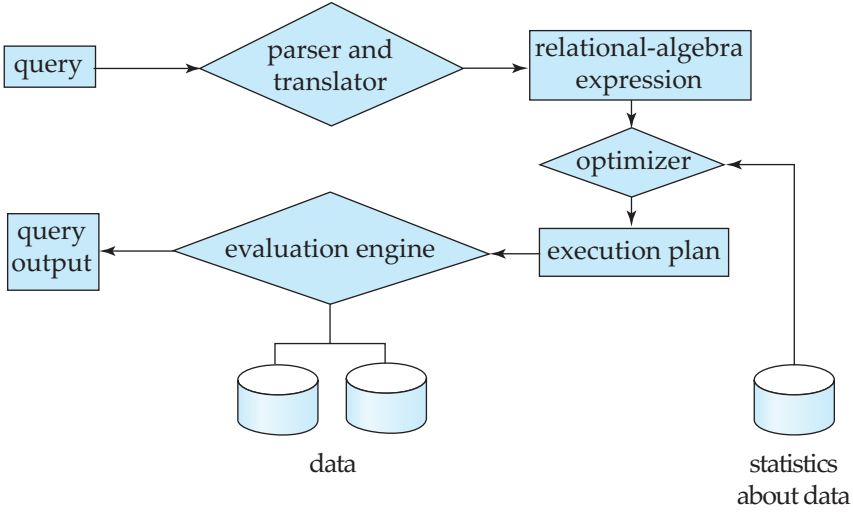 query
parser and
translator
relational-algebra
expression
optimizer
query
output
evaluation engine
execution plan
data
statistics
about data